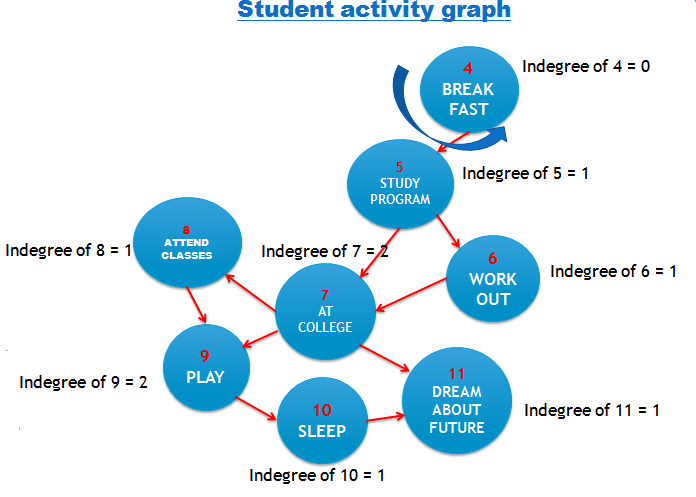 Student activity graph
4
BREAK
FAST
Indegree of 4 = 0
5
STUDY
PROGRAM
Indegree of 5 = 1
8
ATTEND
CLASSES
Indegree of 8 = 1
Indegree of 7 = 2
6
WORK
OUT
Indegree of 6 = 1
7
AT
COLLEGE
9
PLAY
Indegree of 9 = 2
11
DREAM
ABOUT
FUTURE
Indegree of 11 = 1
10
SLEEP
Indegree of 10 = 1